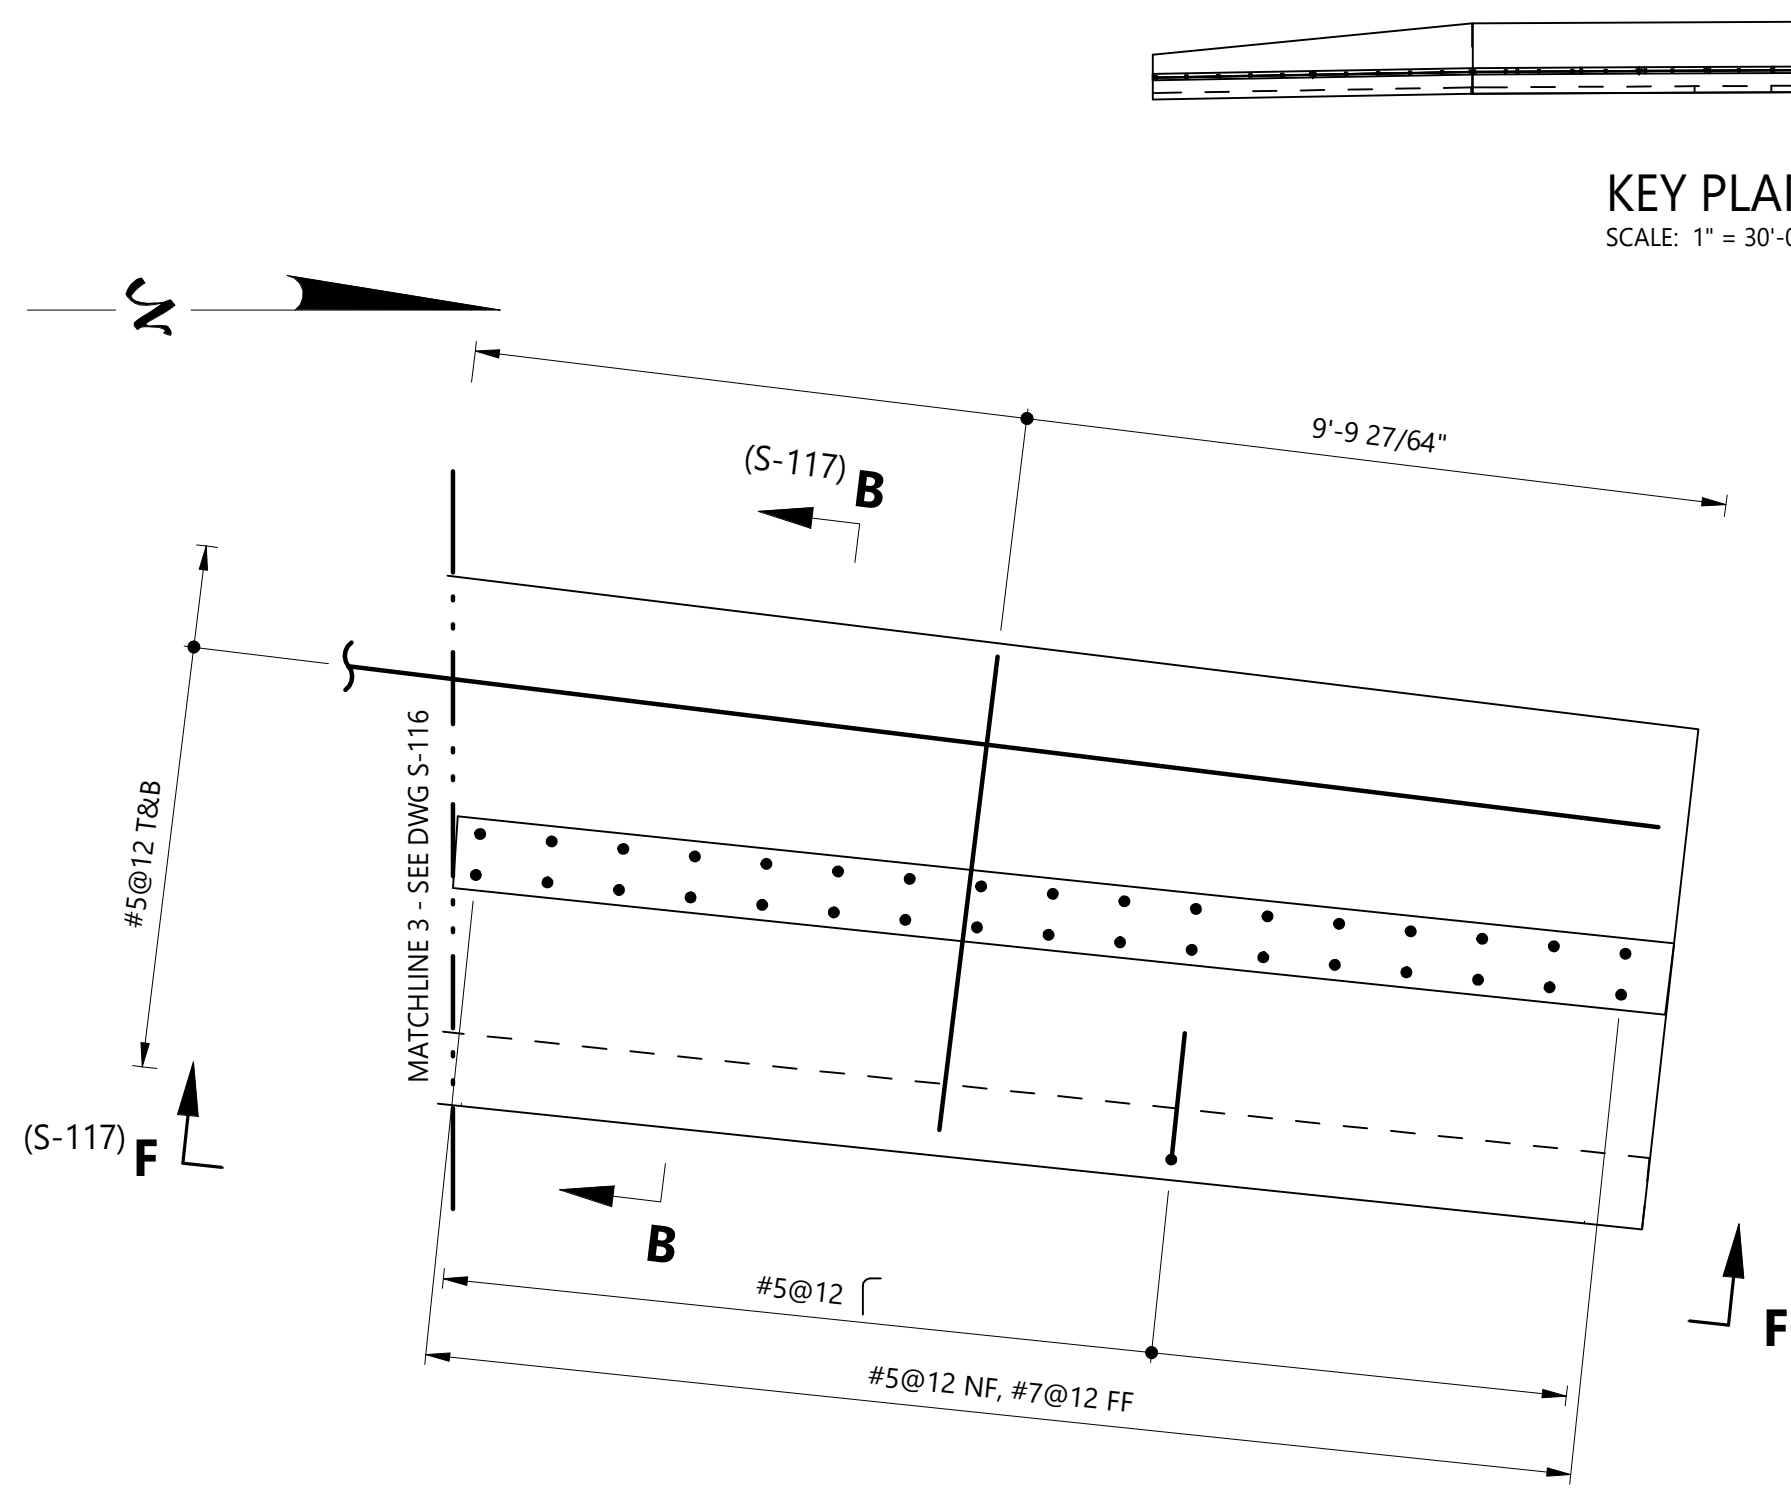 KEY PLA
SCALE: 1" = 30'-
N
9'-9 27/64"
(S-117) B
#5@12 T&B
MATCHLINE 3 - SEE DWG S-116
(S-117) F
B
#5@12
F
#5@12 NF, #7@12 FF